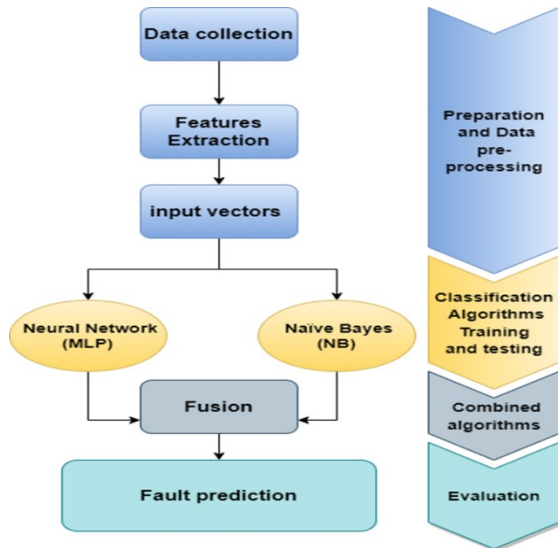 Data collection
Features
Extraction
input vectors
Neural Network
(MLP)
Naïve Bayes
(NB)
Fusion
Fault prediction
Preparation
and Data
pre-
processing
Classification
Algorithms
Training
and testing
Combined
algorithms
Evaluation